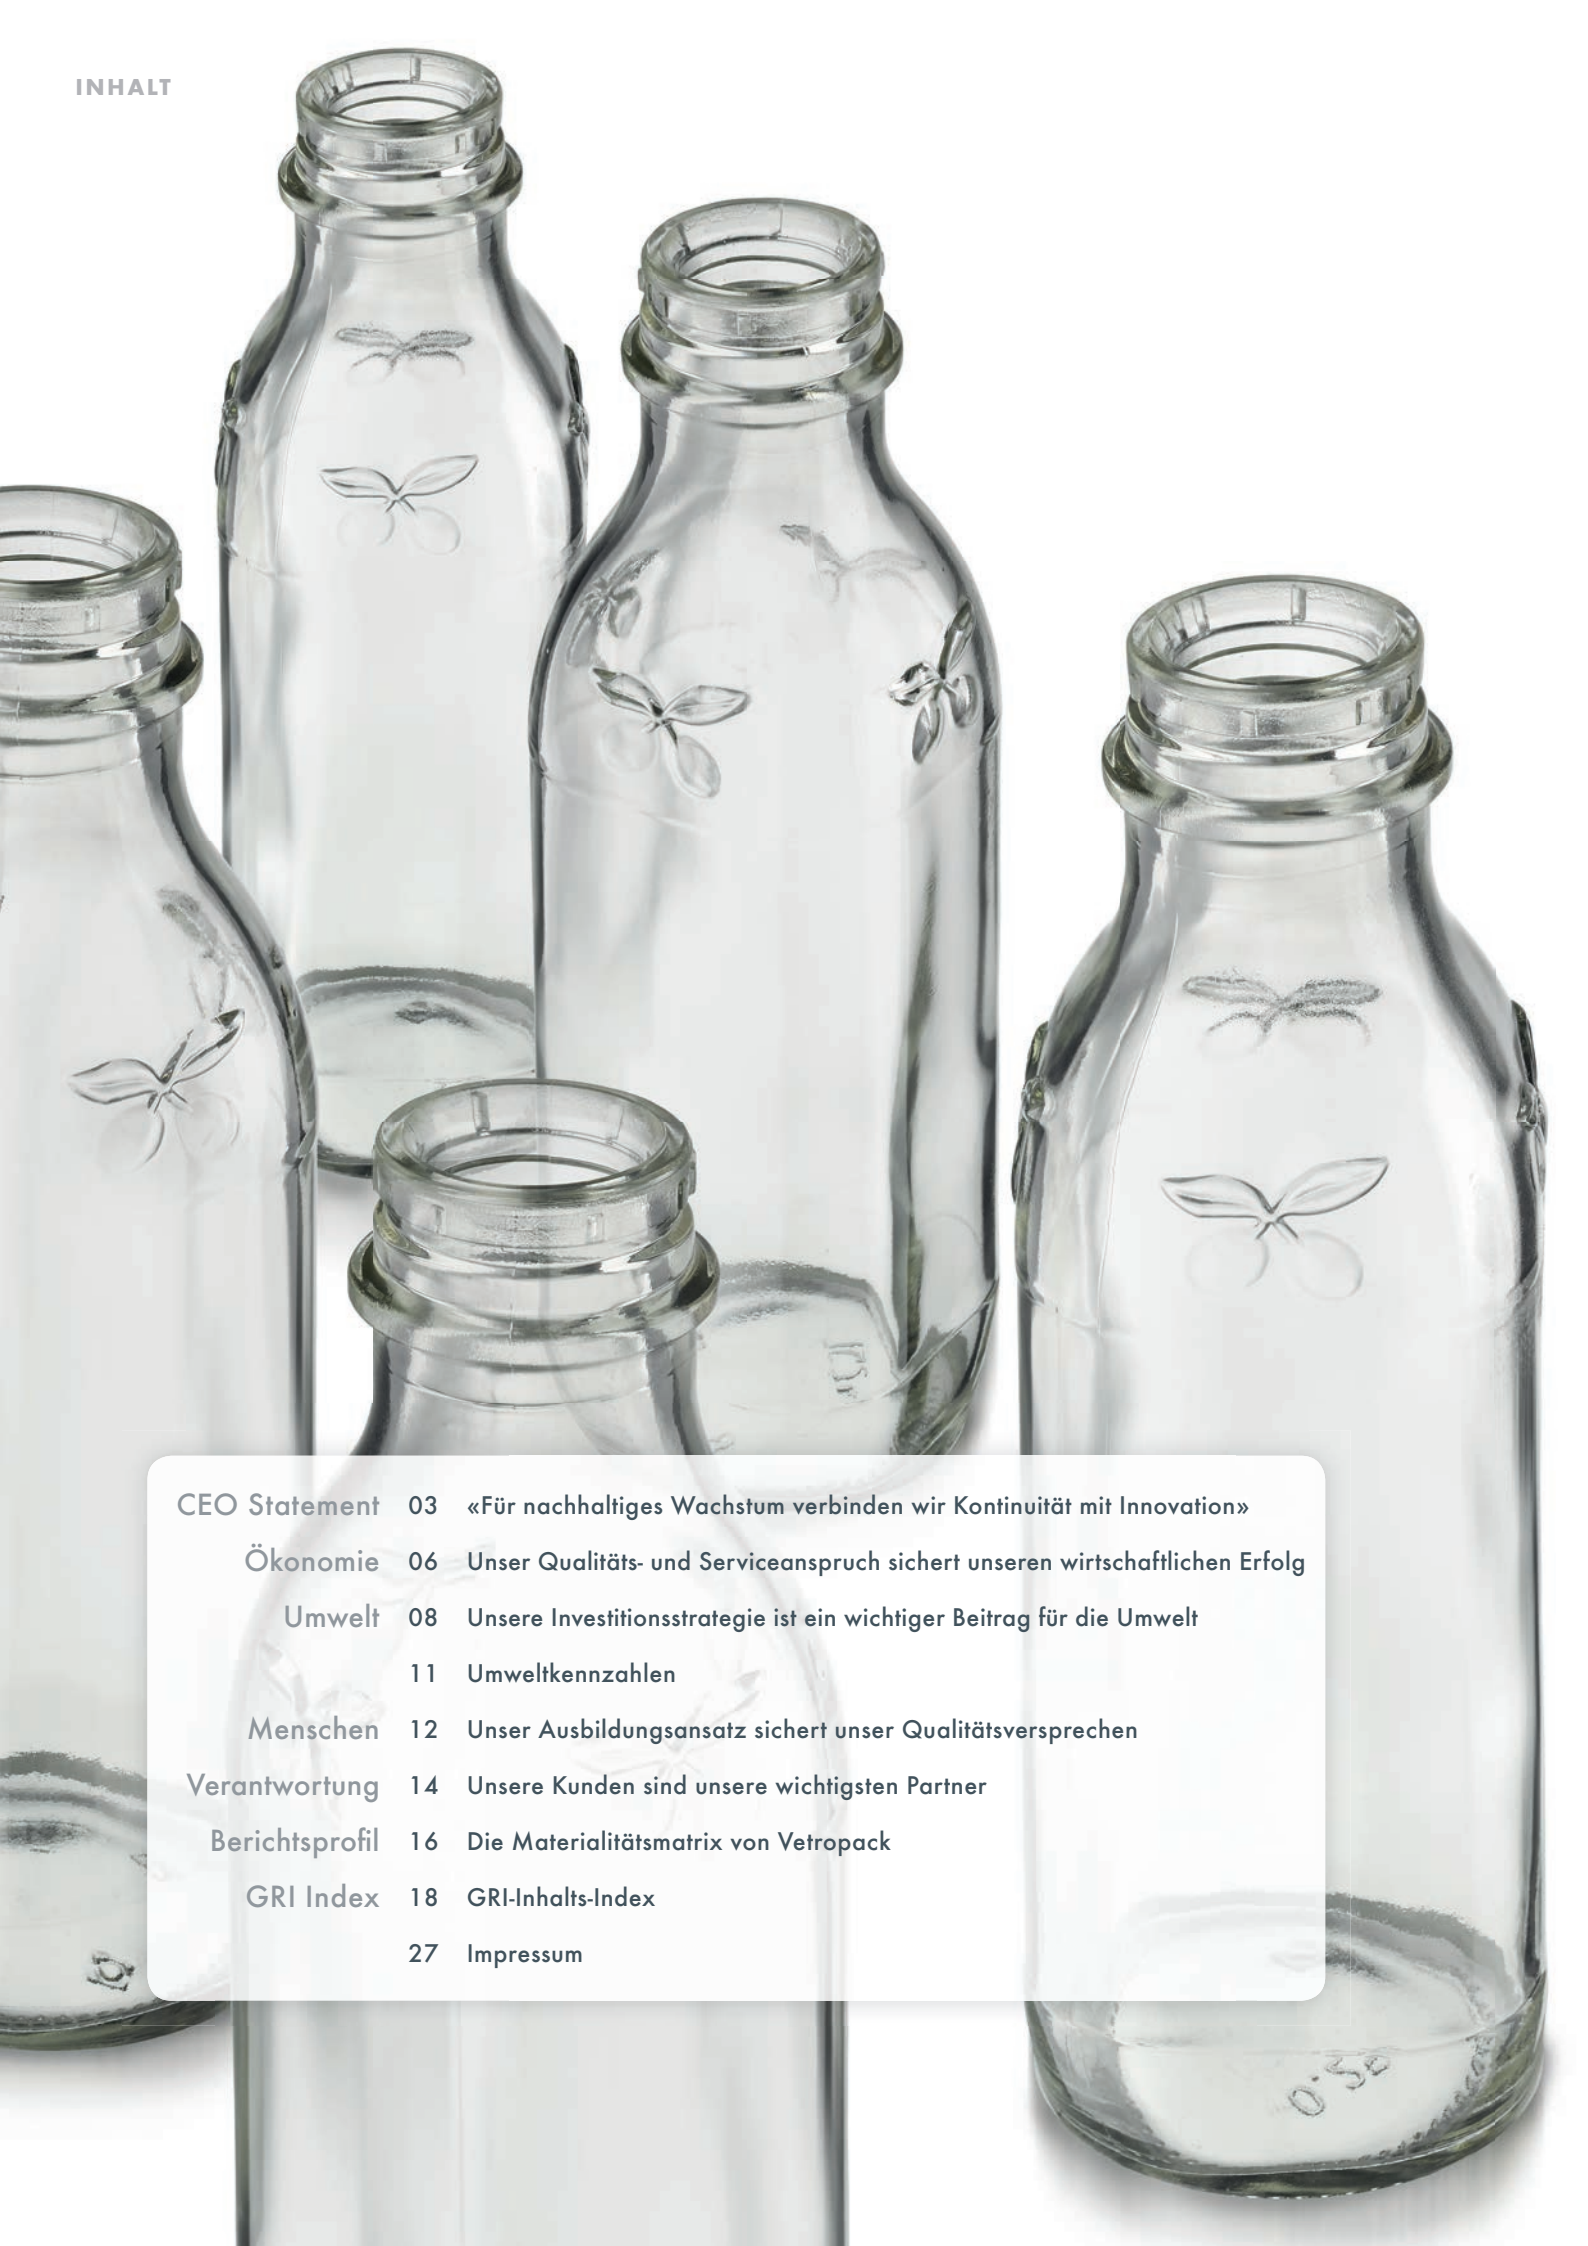 INHALT
CEO Statement 03 «Für nachhaltiges Wachstum verbinden wir Kontinuität mit Innovation»
Ökonomie 06 Unser Qualitäts- und Serviceanspruch sichert unseren wirtschaftlichen Erfolg
Umwelt 08 Unsere Investitionsstrategie ist ein wichtiger Beitrag für die Umwelt
11 Umweltkennzahlen
Menschen 12 Unser Ausbildungsansatz sichert unser Qualitätsversprechen
Verantwortung 14 Unsere Kunden sind unsere wichtigsten Partner
Berichtsprofil 16 Die Materialitätsmatrix von Vetropack
GRI Index 18 GRI-Inhalts-Index
27 Impressum